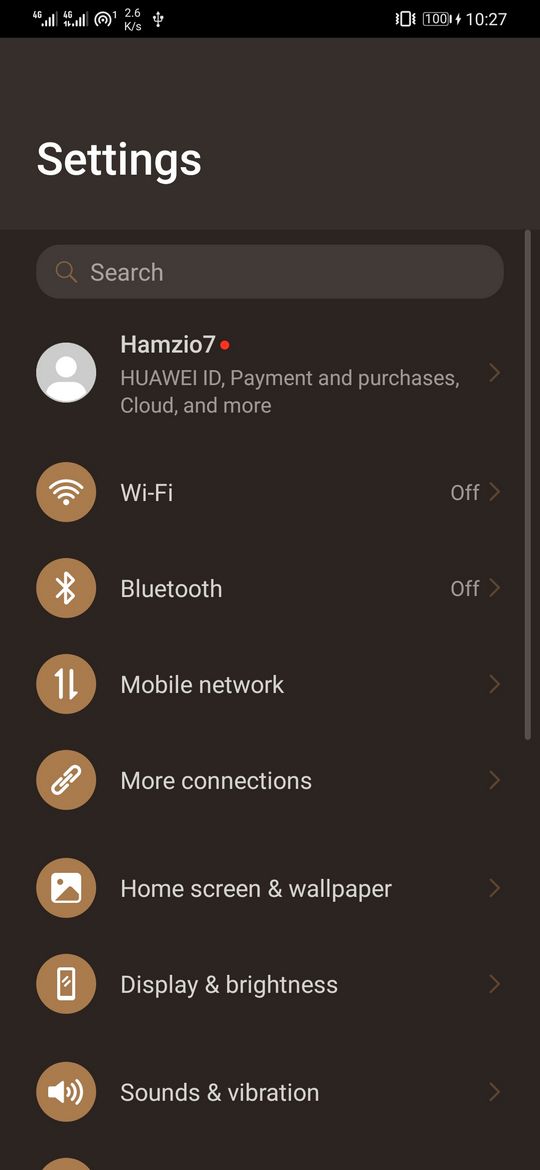 4G 4G 1 2.6 K/s 100 10:27
Settings
Search
Hamzio7
HUAWEI ID, Payment and purchases,
Cloud, and more
Wi-Fi Off
Bluetooth Off
Mobile network
More connections
Home screen & wallpaper
Display & brightness
Sounds & vibration